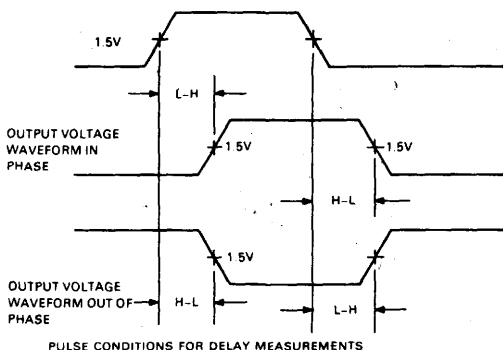 1.5V
L-H
OUTPUT VOLTAGE
WAVEFORM IN
PHASE
1.5V
1.5V
H-L
1.5V
OUTPUT VOLTAGE
WAVEFORM OUT OF
PHASE
H-L
L-H
PULSE CONDITIONS FOR DELAY MEASUREMENTS